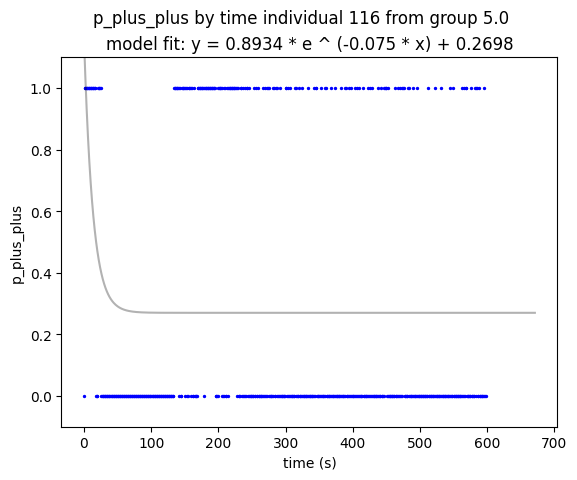 p_plus_plus by time individual 116 from group 5.0
model fit: y = 0.8934 * e ^ (-0.075 * x) + 0.2698
1.0
0.8
0.6
0.4
0.2
0.0
p_plus_plus
0 100 200 300 400 500 600 700
time (s)